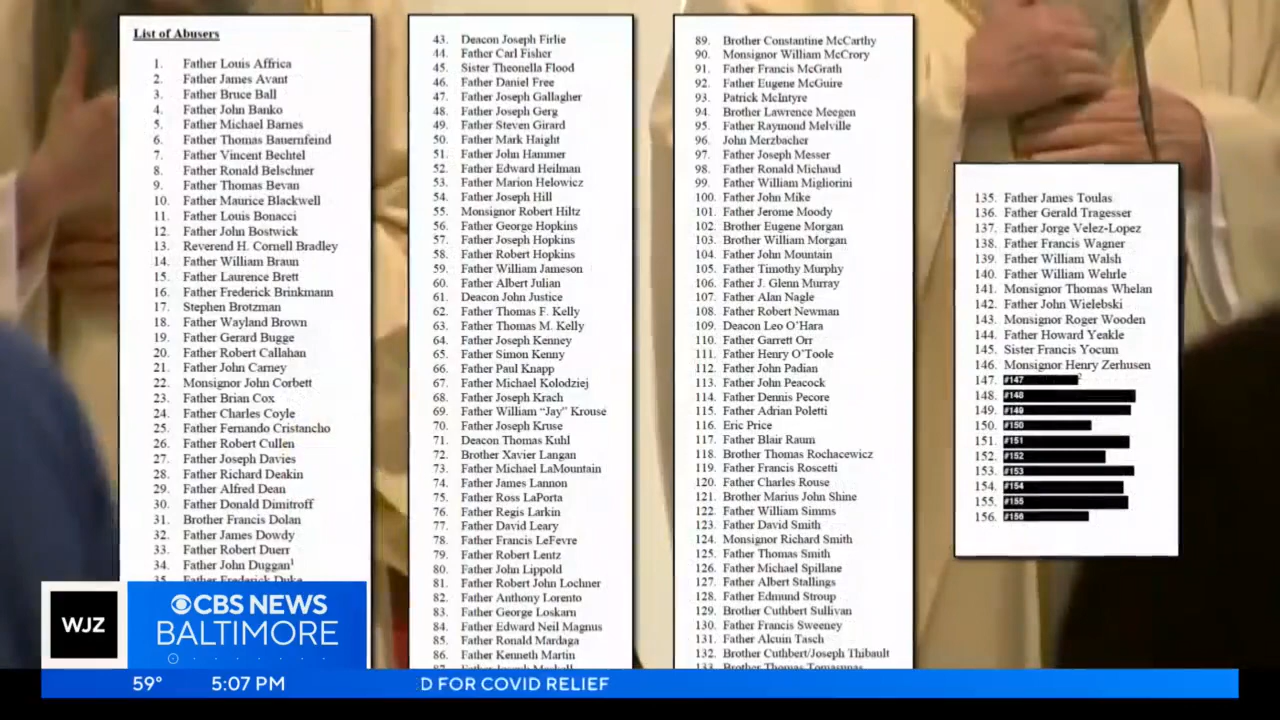 List of Abusers
1. Father Louis Affrica
2. Father James Avant
3. Father Bruce Ball
4. Father John Banko
5. Father Michael Barnes
6. Father Thomas Bauernfeind
7. Father Vincent Bechtel
8. Father Ronald Belschner
9. Father Thomas Bevan
10. Father Maurice Blackwell
11. Father Louis Bonacci
12. Father John Bostwick
13. Reverend H. Cornell Bradley
14. Father William Braun
15. Father Laurence Brett
16. Father Frederick Brinkmann
17. Stephen Brotzman
18. Father Wayland Brown
19. Father Gerard Bugge
20. Father Robert Callahan
21. Father John Carney
22. Monsignor John Corbett
23. Father Brian Cox
24. Father Charles Coyle
25. Father Fernando Cristancho
26. Father Robert Cullen
27. Father Joseph Davies
28. Father Richard Deakin
29. Father Alfred Dean
30. Father Donald Dimitroff
31. Brother Francis Dolan
32. Father James Dowdy
33. Father Robert Duerr
34. Father John Duggan1
35. Father Frederick Duke
43. Deacon Joseph Firlie
44. Father Carl Fisher
45. Sister Theonella Flood
46. Father Daniel Free
47. Father Joseph Gallagher
48. Father Joseph Gerg
49. Father Steven Girard
50. Father Mark Haight
51. Father John Hammer
52. Father Edward Heilman
53. Father Marion Helowicz
54. Father Joseph Hill
55. Monsignor Robert Hiltz
56. Father George Hopkins
57. Father Joseph Hopkins
58. Father Robert Hopkins
59. Father William Jameson
60. Father Albert Julian
61. Deacon John Justice
62. Father Thomas F. Kelly
63. Father Thomas M. Kelly
64. Father Joseph Kenney
65. Father Simon Kenny
66. Father Paul Knapp
67. Father Michael Kolodziej
68. Father Joseph Krach
69. Father William “Jay” Krouse
70. Father Joseph Kruse
71. Deacon Thomas Kuhl
72. Brother Xavier Langan
73. Father Michael LaMountain
74. Father James Lannon
75. Father Ross LaPorta
76. Father Regis Larkin
77. Father David Leary
78. Father Francis LeFevre
79. Father Robert Lentz
80. Father John Lippold
81. Father Robert John Lochner
82. Father Anthony Lorento
83. Father George Loskarn
84. Father Edward Neil Magnus
85. Father Ronald Mardaga
86. Father Kenneth Martin
87. Joseph
89. Brother Constantine McCarthy
90. Monsignor William McCrory
91. Father Francis McGrath
92. Father Eugene McGuire
93. Patrick McIntyre
94. Brother Lawrence Meegen
95. Father Raymond Melville
96. John Merzbacher
97. Father Joseph Messer
98. Father Ronald Michaud
99. Father William Migliorini
100. Father John Mike
101. Father Jerome Moody
102. Brother Eugene Morgan
103. Brother William Morgan
104. Father John Mountain
105. Father Timothy Murphy
106. Father J. Glenn Murray
107. Father Alan Nagle
108. Father Robert Newman
109. Deacon Leo O’Hara
110. Father Garrett Orr
111. Father Henry O’Toole
112. Father John Padian
113. Father John Peacock
114. Father Dennis Pecore
115. Father Adrian Poletti
116. Eric Price
117. Father Blair Raum
118. Brother Thomas Rochacewicz
119. Father Francis Roscetti
120. Father Charles Rouse
121. Brother Marius John Shine
122. Father William Simms
123. Father David Smith
124. Monsignor Richard Smith
125. Father Thomas Smith
126. Father Michael Spillane
127. Father Albert Stallings
128. Father Edmund Stroup
129. Brother Cuthbert Sullivan
130. Father Francis Sweeney
131. Father Alcuin Tasch
132. Brother Cuthbert/Joseph Thibault
133. Brother Thomas
135. Father James Toulas
136. Father Gerald Tragesser
137. Father Jorge Velez-Lopez
138. Father Francis Wagner
139. Father William Walsh
140. Father William Wehrle
141. Monsignor Thomas Whelan
142. Father John Wielebski
143. Monsignor Roger Wooden
144. Father Howard Yeakle
145. Sister Francis Yocum
146. Monsignor Henry Zerhusen
147. #147 2
148. #148
149. #149
150. #150
151. #151
152. #152
153. #153
154. #154
155. #155
156. #156
WJZ
CBS NEWS
BALTIMORE
59° 5:07 PM D FOR COVID RELIEF